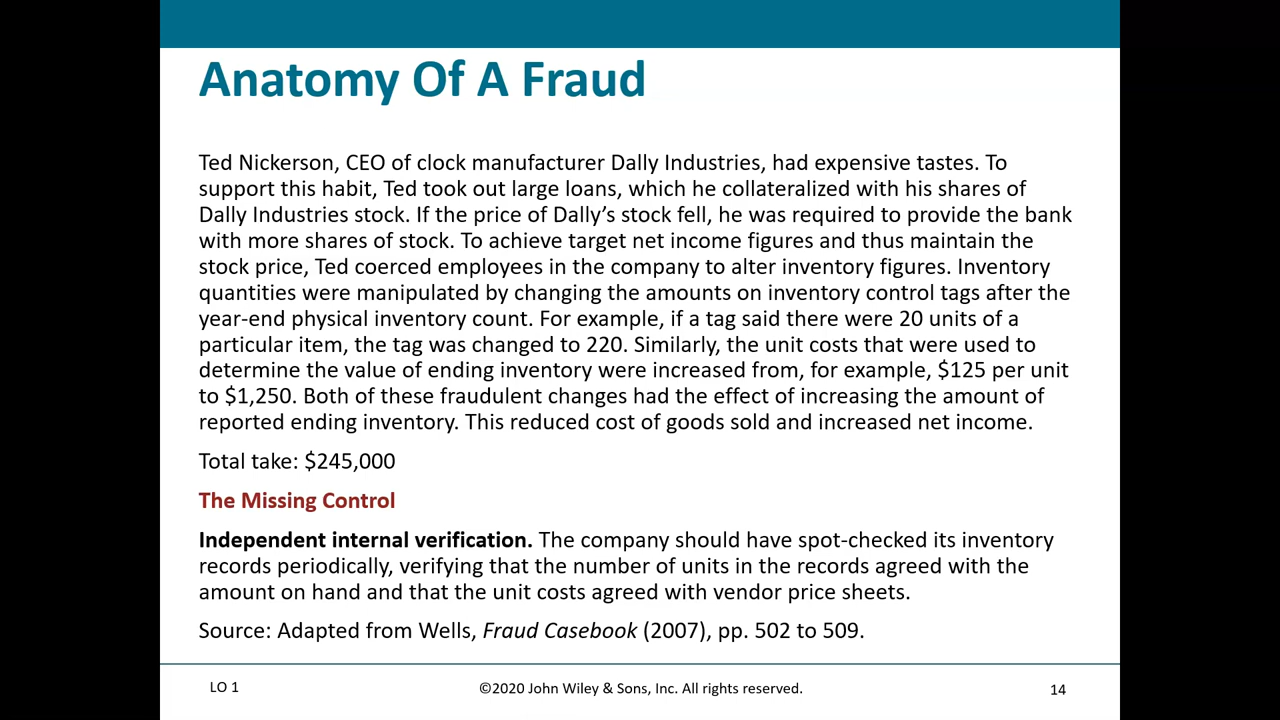 Anatomy Of A Fraud
Ted Nickerson, CEO of clock manufacturer Dally Industries, had expensive tastes. To
support this habit, Ted took out large loans, which he collateralized with his shares of
Dally Industries stock. If the price of Dally’s stock fell, he was required to provide the bank
with more shares of stock. To achieve target net income figures and thus maintain the
stock price, Ted coerced employees in the company to alter inventory figures. Inventory
quantities were manipulated by changing the amounts on inventory control tags after the
year-end physical inventory count. For example, if a tag said there were 20 units of a
particular item, the tag was changed to 220. Similarly, the unit costs that were used to
determine the value of ending inventory were increased from, for example, $125 per unit
to $1,250. Both of these fraudulent changes had the effect of increasing the amount of
reported ending inventory. This reduced cost of goods sold and increased net income.
Total take: $245,000
The Missing Control
Independent internal verification. The company should have spot-checked its inventory
records periodically, verifying that the number of units in the records agreed with the
amount on hand and that the unit costs agreed with vendor price sheets.
Source: Adapted from Wells, Fraud Casebook (2007), pp. 502 to 509.
LO 1
©2020 John Wiley & Sons, Inc. All rights reserved.
14